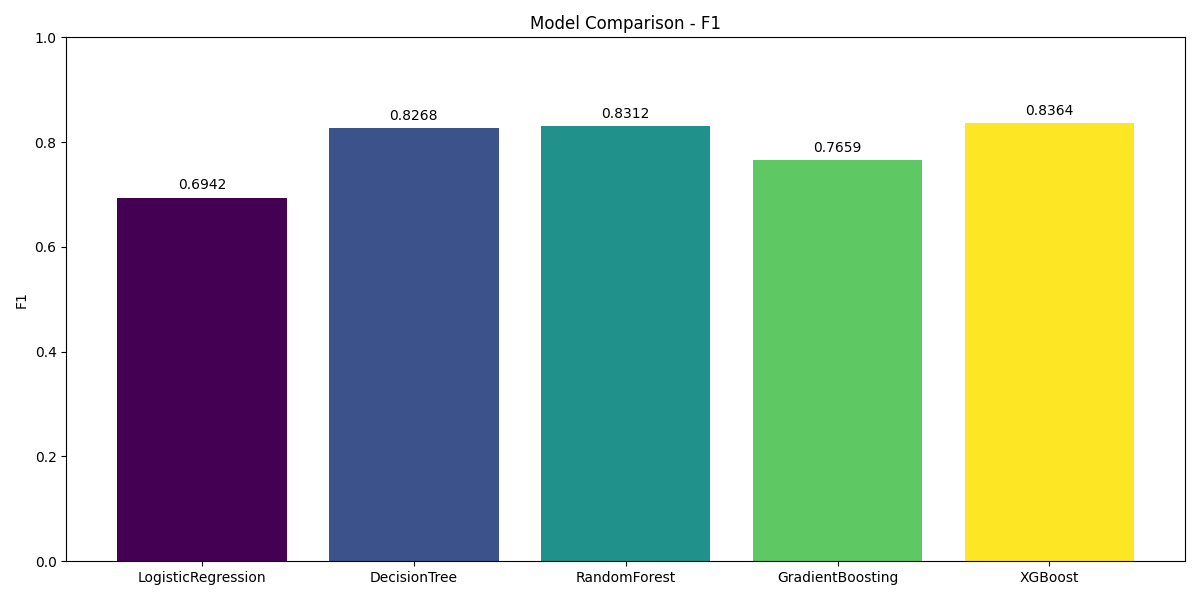 Model Comparison - F1
1.0
0.8
0.6
0.4
0.2
0.0
F1
0.6942
0.8268
0.8312
0.7659
0.8364
LogisticRegression
DecisionTree
RandomForest
GradientBoosting
XGBoost